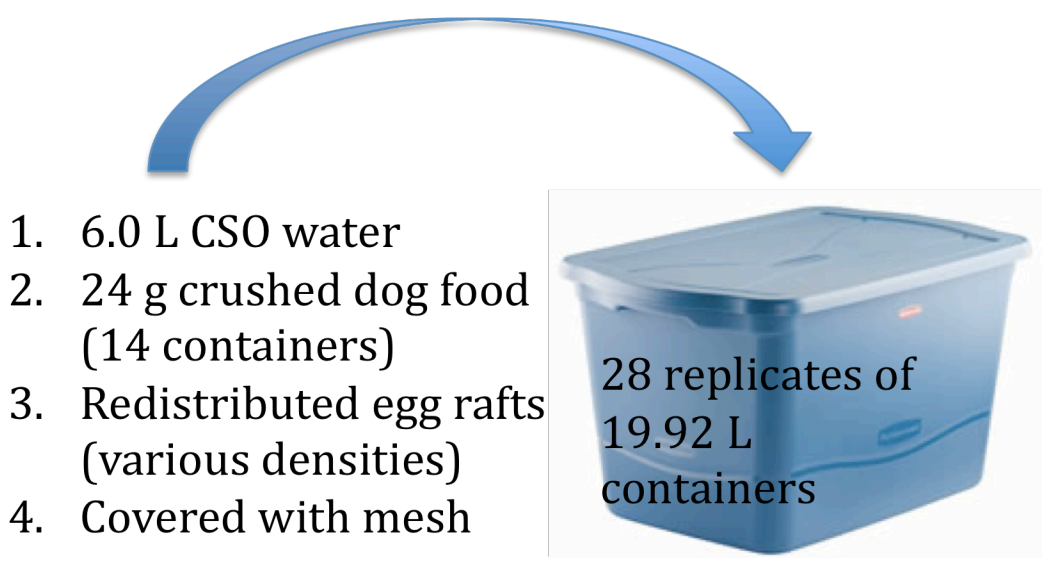 1. 6.0 L CSO water
2. 24 g crushed dog food
(14 containers)
3. Redistributed egg rafts
(various densities)
4. Covered with mesh
28 replicates of
19.92 L
containers